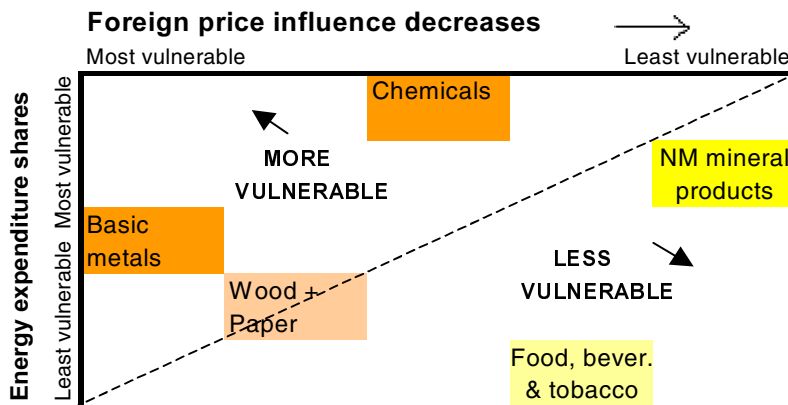 Foreign price influence decreases
Most vulnerable
Least vulnerable
Energy expenditure shares
Most vulnerable
Least vulnerable
Chemicals
MORE
VULNERABLE
NM mineral
products
Basic
metals
LESS
VULNERABLE
Wood +
Paper
Food, bever.
& tobacco